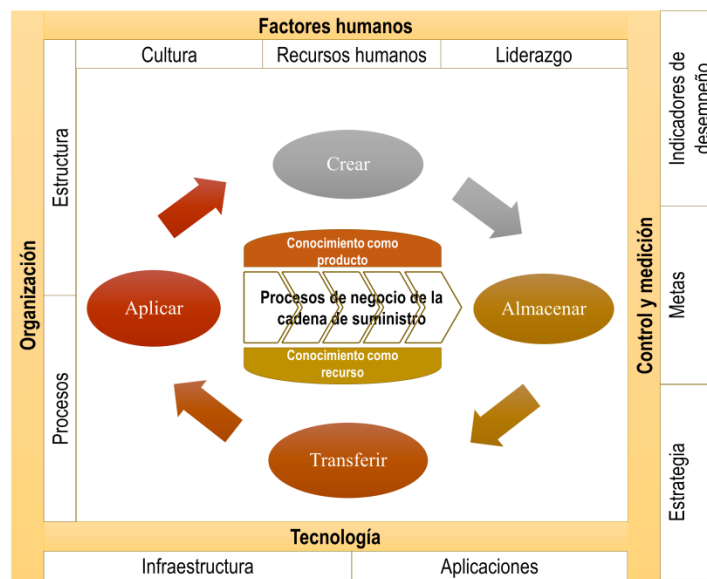 Factores humanos
Cultura
Recursos humanos
Liderazgo
Organización
Estructura
Procesos
Crear
Conocimiento como
producto
Aplicar
Procesos de negocio de la
cadena de suministro
Almacenar
Conocimiento como
recurso
Transferir
Control y medición
Indicadores de
desempeño
Metas
Estrategia
Tecnología
Infraestructura
Aplicaciones